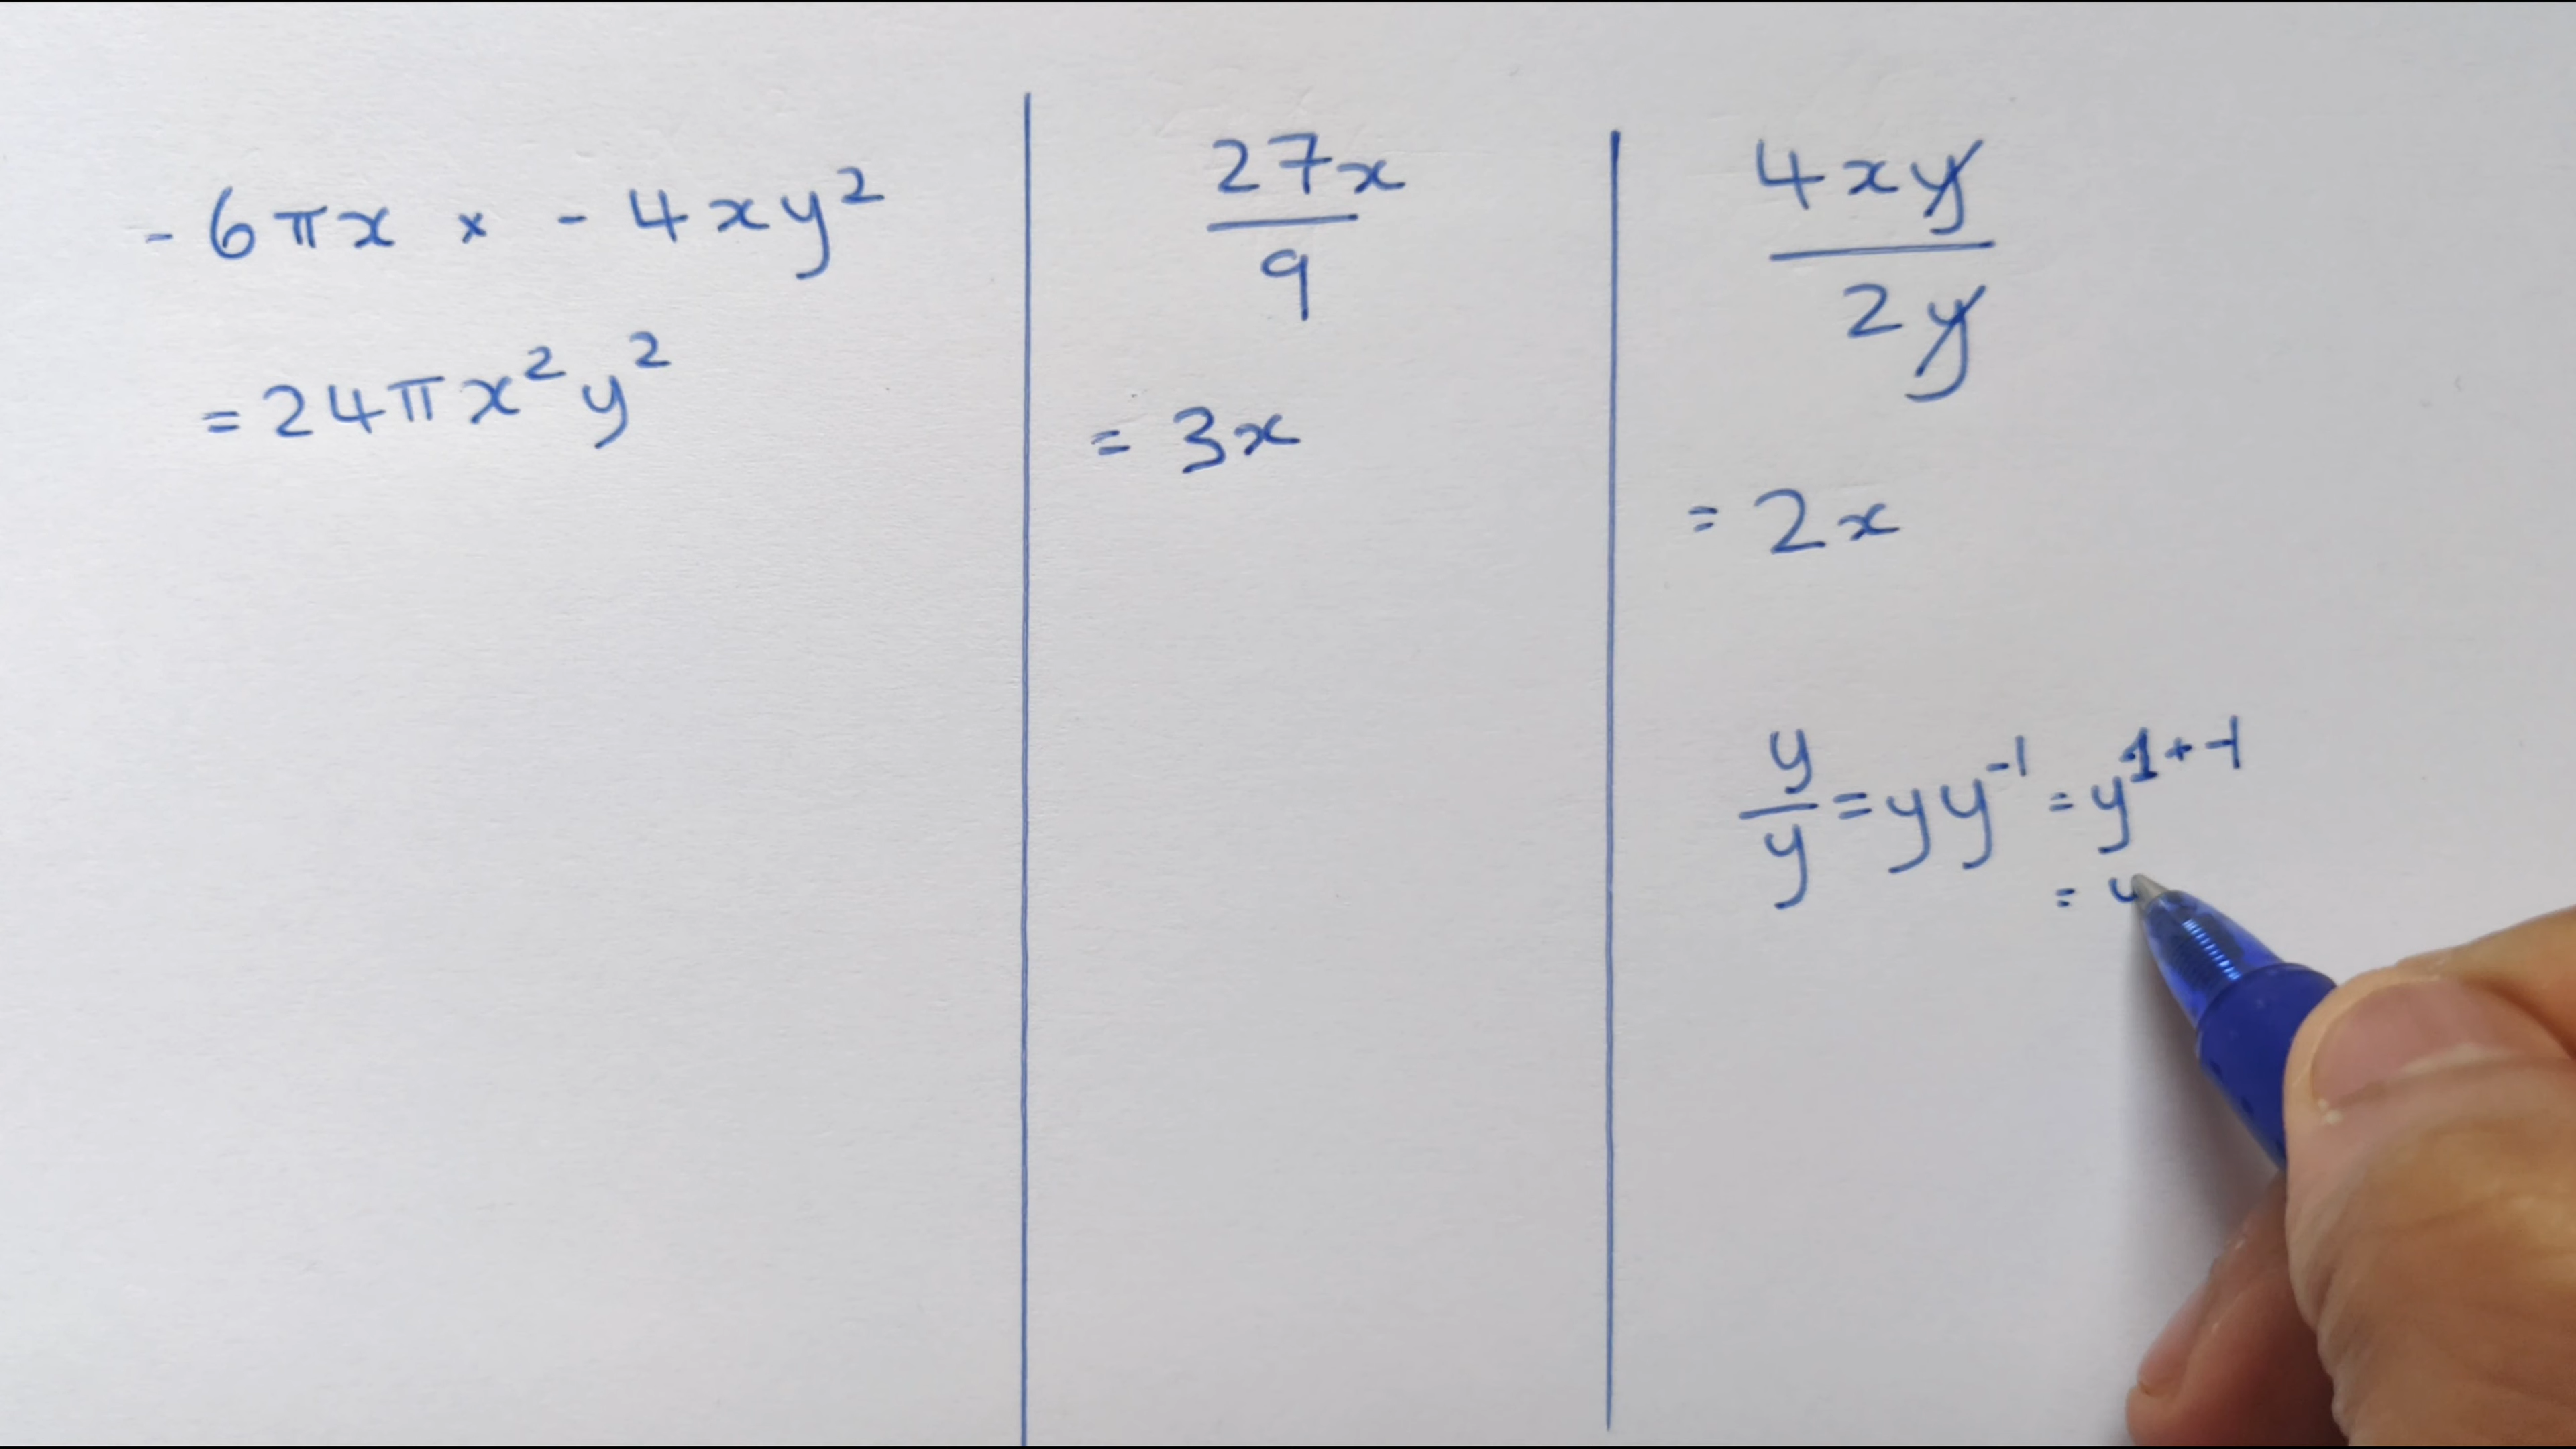 -6πx × -4xy²
= 24πx²y²
27x
9
= 3x
4xy
2y
= 2x
y/y = yy⁻¹ = y¹⁺⁻¹
=